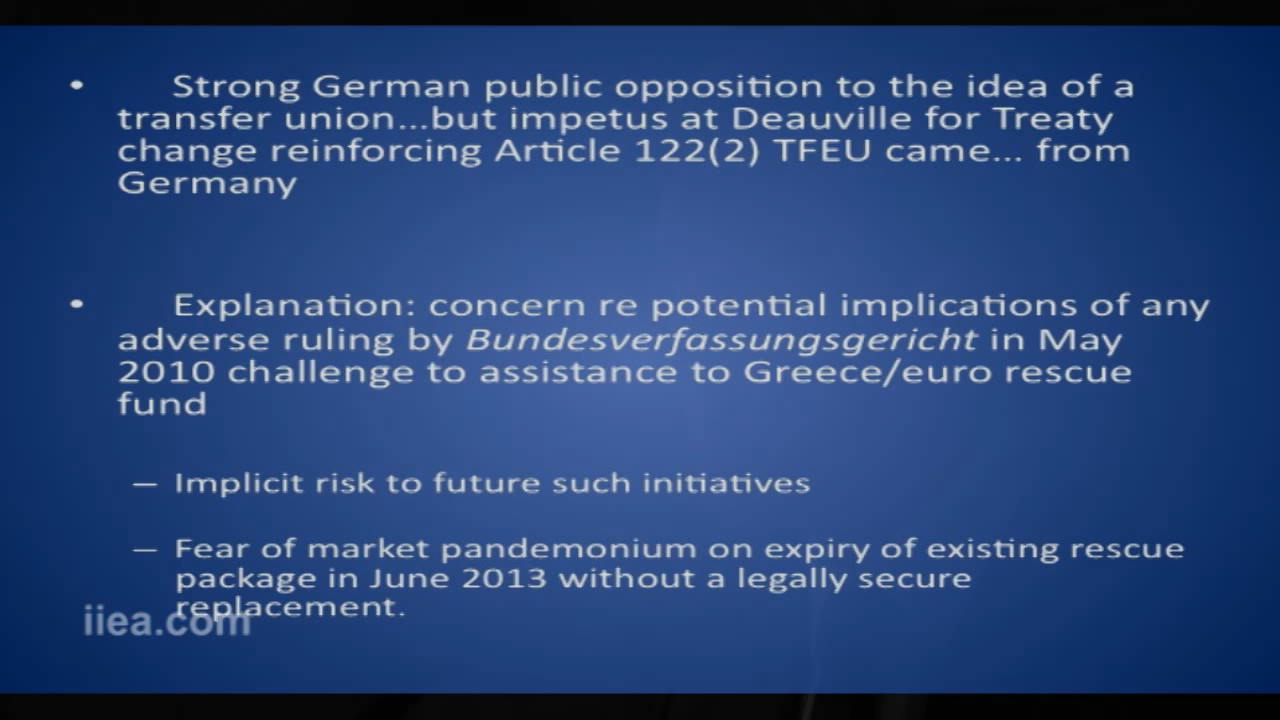 • Strong German public opposition to the idea of a
transfer union...but impetus at Deauville for Treaty
change reinforcing Article 122(2) TFEU came... from
Germany
• Explanation: concern re potential implications of any
adverse ruling by Bundesverfassungsgericht in May
2010 challenge to assistance to Greece/euro rescue
fund
– Implicit risk to future such initiatives
– Fear of market pandemonium on expiry of existing rescue
package in June 2013 without a legally secure
replacement.
iiea.com